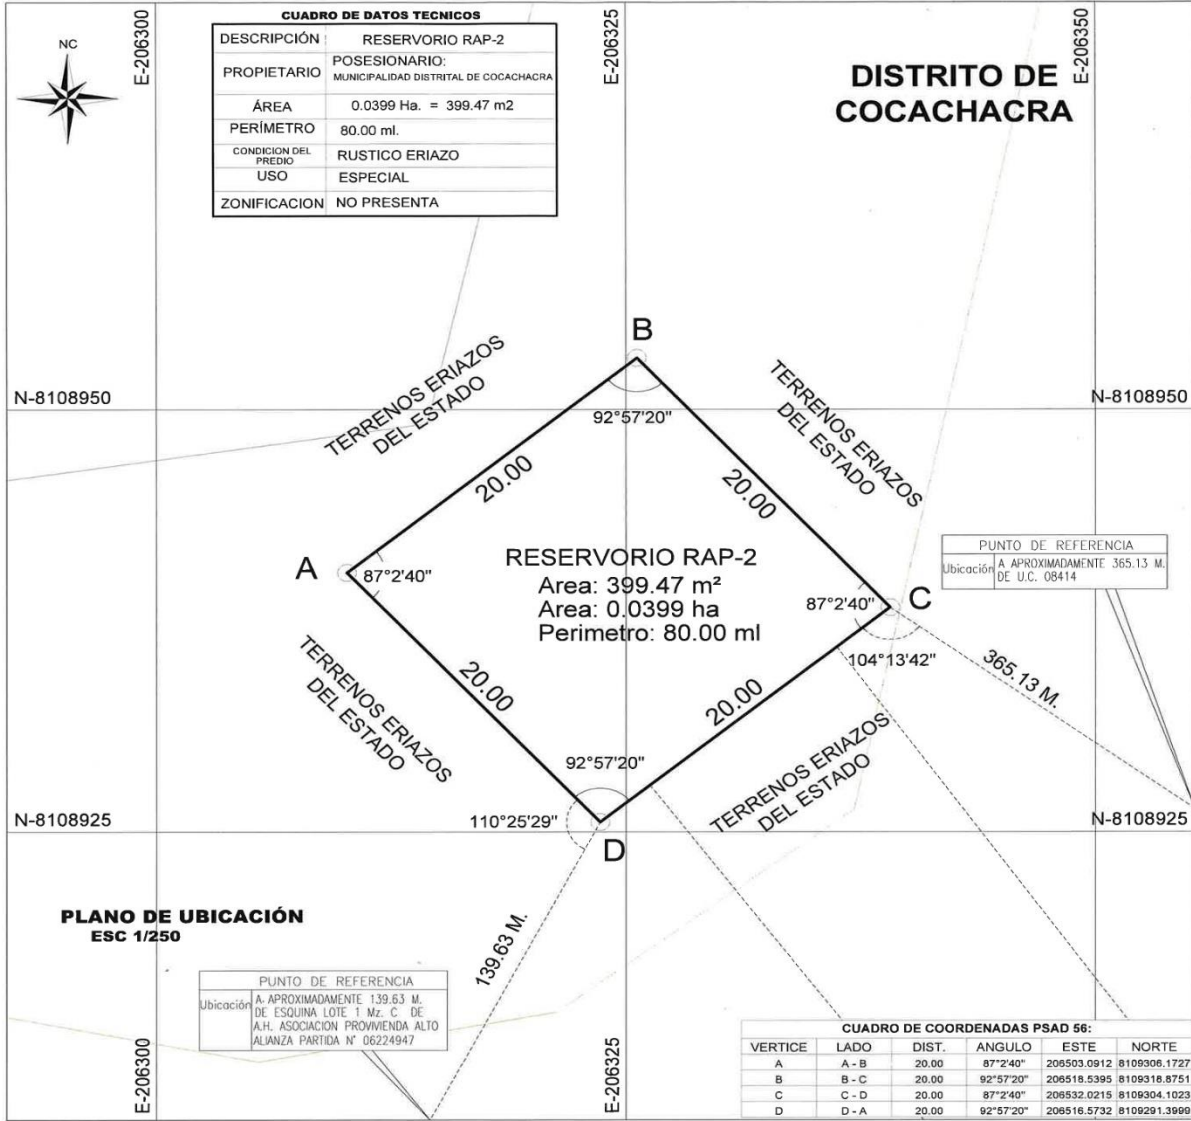 CUADRO DE DATOS TECNICOS
DESCRIPCIÓN RESERVORIO RAP-2
PROPIETARIO POSESIONARIO:
MUNICIPALIDAD DISTRITAL DE COCACHACRA
ÁREA 0.0399 Ha. = 399.47 m2
PERÍMETRO 80.00 ml.
CONDICION DEL
PREDIO RUSTICO ERIAZO
USO ESPECIAL
ZONIFICACION NO PRESENTA
NC
E-206300
E-206325
E-206350
DISTRITO DE
COCACHACRA
N-8108950
N-8108950
B
TERRENOS ERIAZOS
DEL ESTADO
92°57'20"
TERRENOS ERIAZOS
DEL ESTADO
20.00
20.00
A
87°2'40"
RESERVORIO RAP-2
Area: 399.47 m²
Area: 0.0399 ha
Perimetro: 80.00 ml
87°2'40"
C
104°13'42"
PUNTO DE REFERENCIA
Ubicación A APROXIMADAMENTE 365.13 M.
DE U.C. 08414
365.13 M.
TERRENOS ERIAZOS
DEL ESTADO
20.00
20.00
92°57'20"
TERRENOS ERIAZOS
DEL ESTADO
N-8108925
N-8108925
110°25'29"
D
139.63 M.
PLANO DE UBICACIÓN
ESC 1/250
PUNTO DE REFERENCIA
Ubicación A. APROXIMADAMENTE 139.63 M.
DE ESQUINA LOTE 1 Mz. C DE
A.H. ASOCIACION PROVIVIENDA ALTO
ALIANZA PARTIDA N° 06224947
E-206300
E-206325
CUADRO DE COORDENADAS PSAD 56:
VERTICE LADO DIST. ANGULO ESTE NORTE
A A - B 20.00 87°2'40" 206503.0912 8109306.1727
B B - C 20.00 92°57'20" 206518.5395 8109318.8751
C C - D 20.00 87°2'40" 206532.0215 8109304.1023
D D - A 20.00 92°57'20" 206516.5732 8109291.3999